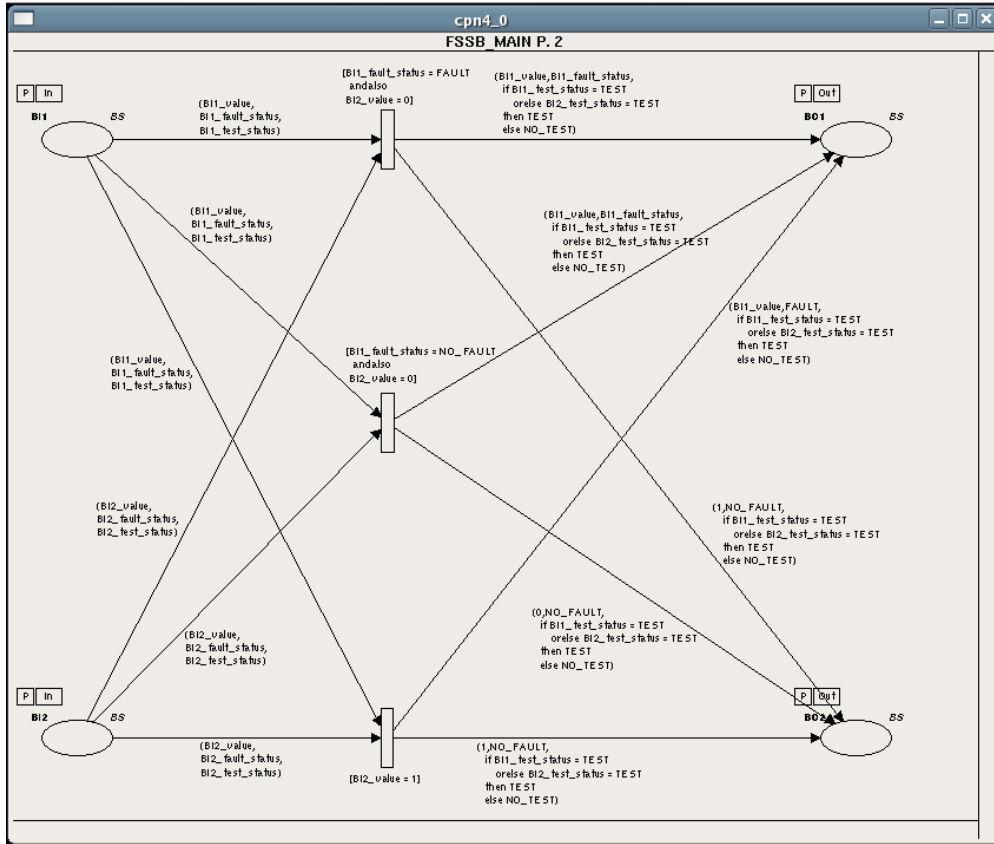 cpn4_0
FSSB_MAIN P. 2
[BI1_fault_status = FAULT
andalso
BI2_value = 0]
(BI1_value,BI1_fault_status,
if BI1_test_status = TEST
orelse BI2_test_status = TEST
then TEST
else NO_TEST)
P In
BI1 BS
(BI1_value,
BI1_fault_status,
BI1_test_status)
P Out
BO1 BS
(BI1_value,
BI1_fault_status,
BI1_test_status)
(BI1_value,BI1_fault_status,
if BI1_test_status = TEST
orelse BI2_test_status = TEST
then TEST
else NO_TEST)
(BI1_value,FAULT,
if BI1_test_status = TEST
orelse BI2_test_status = TEST
then TEST
else NO_TEST)
(BI1_value,
BI1_fault_status,
BI1_test_status)
[BI1_fault_status = NO_FAULT
andalso
BI2_value = 0]
(BI2_value,
BI2_fault_status,
BI2_test_status)
(1,NO_FAULT,
if BI1_test_status = TEST
orelse BI2_test_status = TEST
then TEST
else NO_TEST)
(BI2_value,
BI2_fault_status,
BI2_test_status)
(0,NO_FAULT,
if BI1_test_status = TEST
orelse BI2_test_status = TEST
then TEST
else NO_TEST)
P In
BI2 BS
P Out
BO2 BS
(BI2_value,
BI2_fault_status,
BI2_test_status)
[BI2_value = 1]
(1,NO_FAULT,
if BI1_test_status = TEST
orelse BI2_test_status = TEST
then TEST
else NO_TEST)